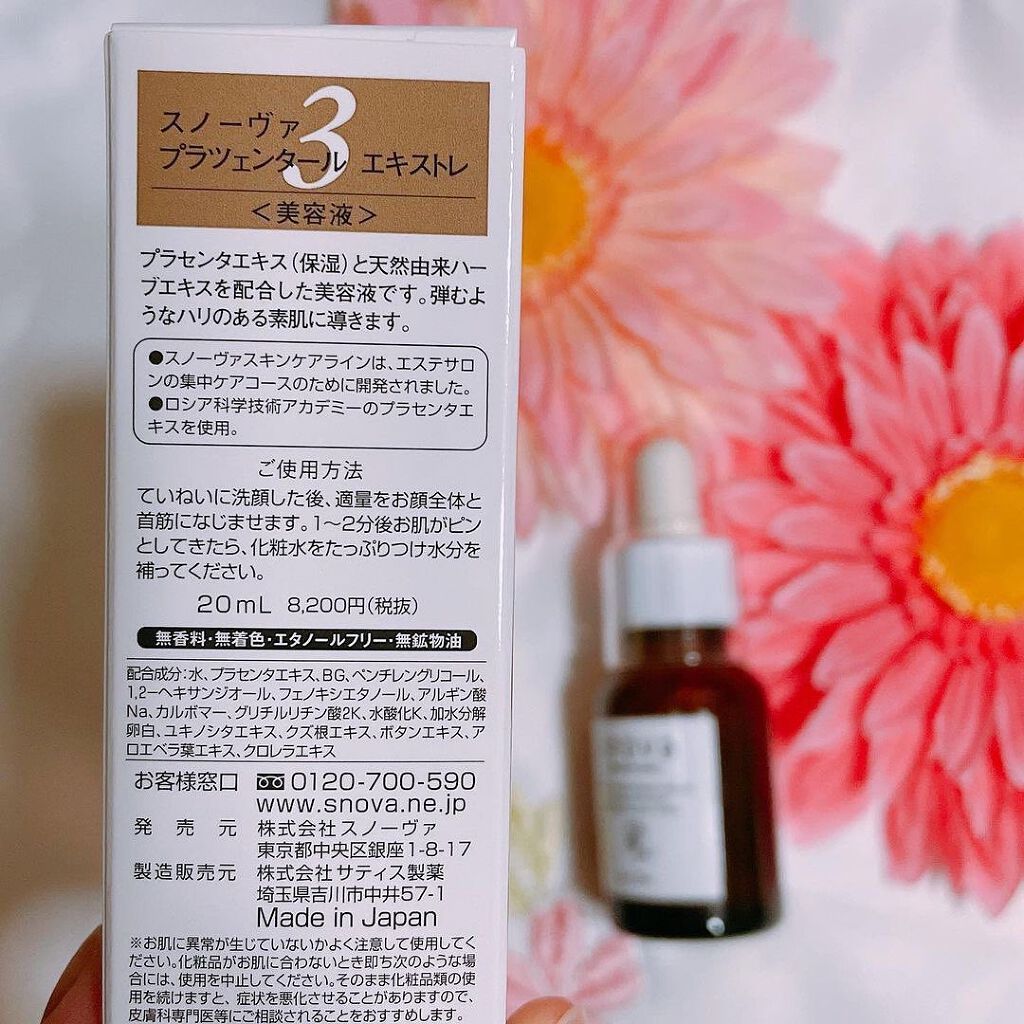 スノーヴァ 3
プラツェンタール エキストレ
<美容液>
プラセンタエキス(保湿)と天然由来ハー
ブエキスを配合した美容液です。弾むよ
うなハリのある素肌に導きます。
●スノーヴァスキンケアラインは、エステサロ
ンの集中ケアコースのために開発されました。
●ロシア科学技術アカデミーのプラセンタエ
キスを使用。
ご使用方法
ていねいに洗顔した後、適量をお顔全体と
首筋になじませます。1〜2分後お肌がピン
としてきたら、化粧水をたっぷりつけ水分を
補ってください。
20mL 8,200円(税抜)
無香料・無着色・エタノールフリー・無鉱物油
配合成分:水、プラセンタエキス、BG、ペンチレングリコール、
1,2ーヘキサンジオール、フェノキシエタノール、アルギン酸
Na、カルボマー、グリチルリチン酸2K、水酸化K、加水分解
卵白、ユキノシタエキス、クズ根エキス、ボタンエキス、ア
ロエベラ葉エキス、クロレラエキス
お客様窓口 0120-700-590
www.snova.ne.jp
発売元 株式会社スノーヴァ
東京都中央区銀座1-8-17
製造販売元 株式会社サティス製薬
埼玉県吉川市中井57-1
Made in Japan
※お肌に異常が生じていないかよく注意して使用してく
ださい。化粧品がお肌に合わないとき即ち次のような場
合には、使用を中止してください。そのまま化粧品類の使
用を続けますと、症状を悪化させることがありますので、
皮膚科専門医等にご相談されることをおすすめします。
snova